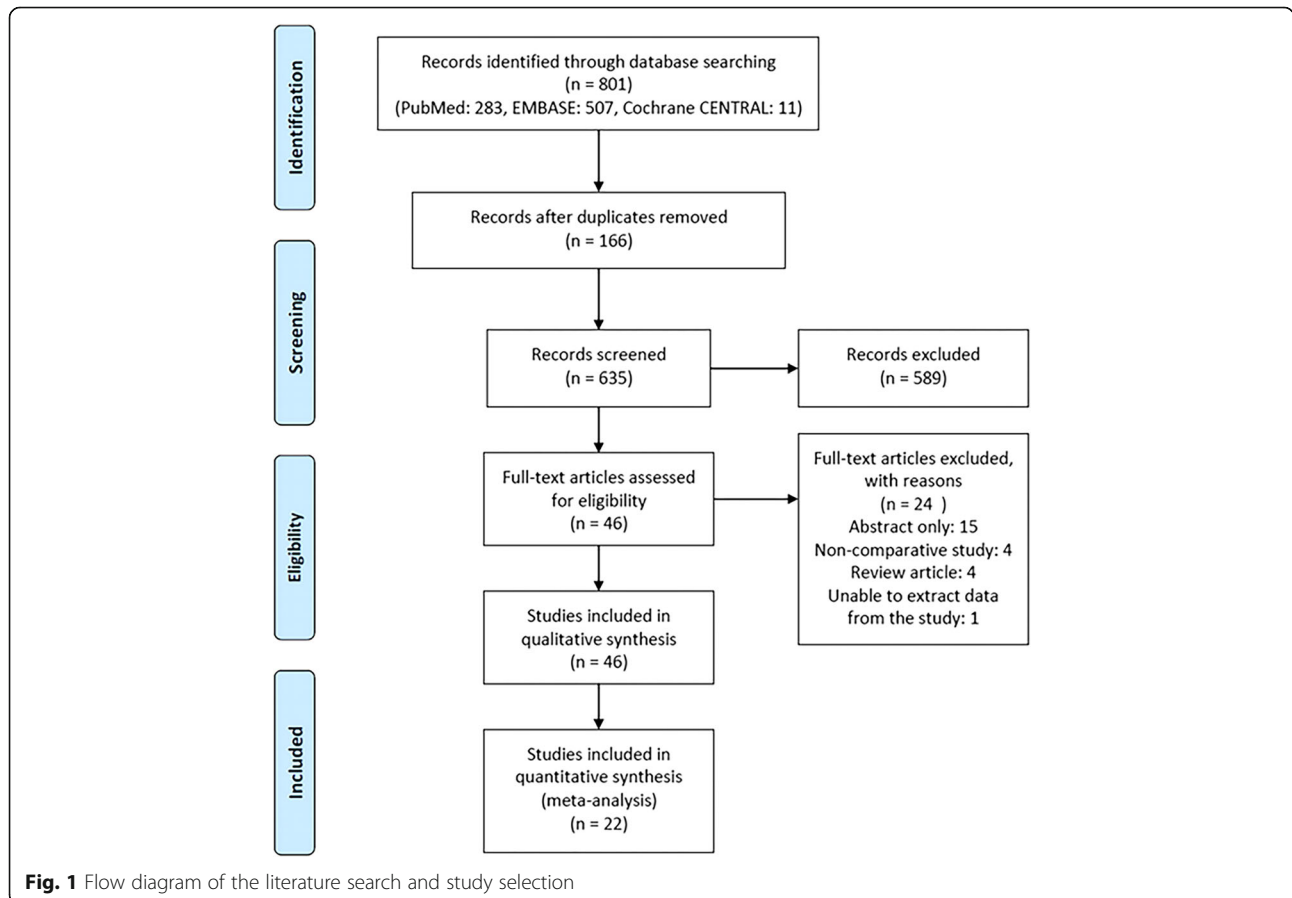 Identification
Records identified through database searching
(n = 801)
(PubMed: 283, EMBASE: 507, Cochrane CENTRAL: 11)
Records after duplicates removed
(n = 166)
Screening
Records screened
(n = 635)
Records excluded
(n = 589)
Eligibility
Full-text articles assessed
for eligibility
(n = 46)
Full-text articles excluded,
with reasons
(n = 24  )
Abstract only: 15
Non-comparative study: 4
Review article: 4
Unable to extract data
from the study: 1
Studies included in
qualitative synthesis
(n = 46)
Included
Studies included in
quantitative synthesis
(meta-analysis)
(n = 22)
Fig. 1 Flow diagram of the literature search and study selection